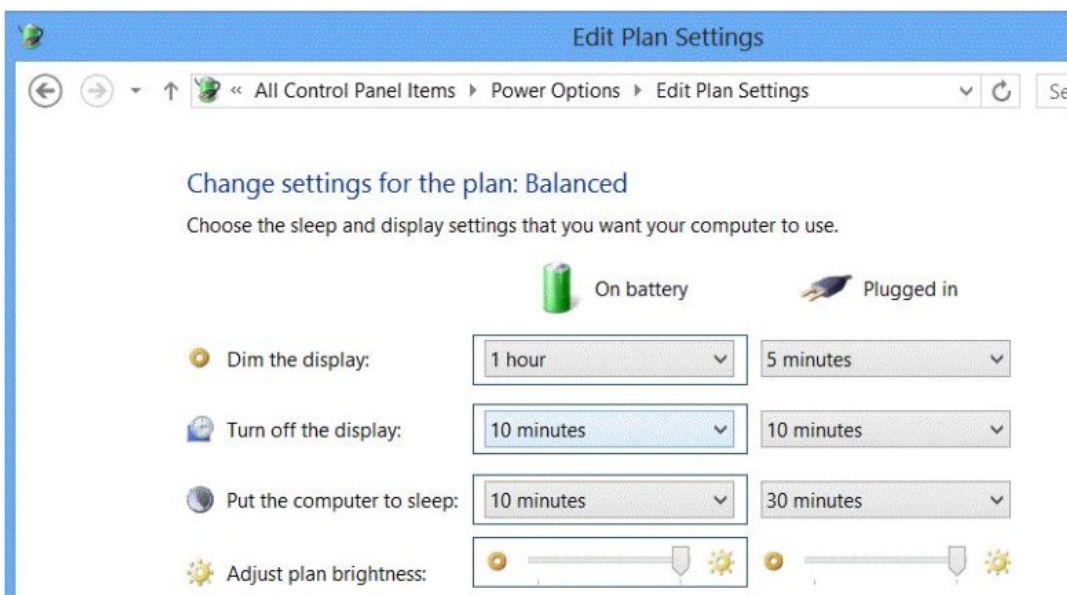 Edit Plan Settings
« All Control Panel Items Power Options Edit Plan Settings Se
Change settings for the plan: Balanced
Choose the sleep and display settings that you want your computer to use.
On battery Plugged in
Dim the display: 1 hour 5 minutes
Turn off the display: 10 minutes 10 minutes
Put the computer to sleep: 10 minutes 30 minutes
Adjust plan brightness: